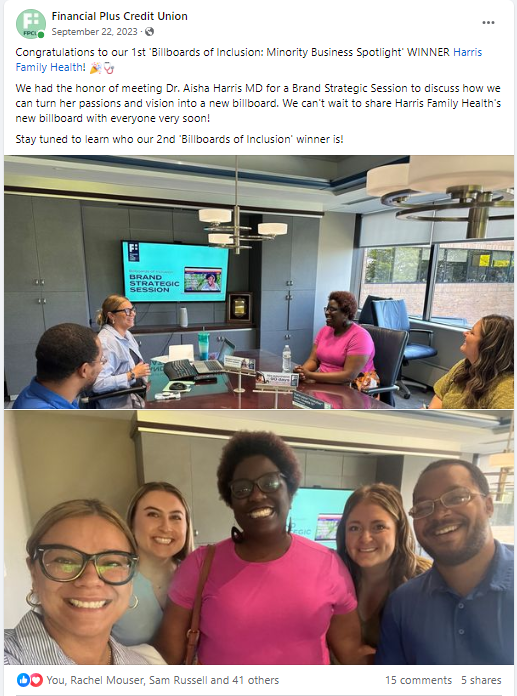 Financial Plus Credit Union
FPCU
September 22, 2023
Congratulations to our 1st 'Billboards of Inclusion: Minority Business Spotlight' WINNER Harris
Family Health!
We had the honor of meeting Dr. Aisha Harris MD for a Brand Strategic Session to discuss how we
can turn her passions and vision into a new billboard. We can't wait to share Harris Family Health's
new billboard with everyone very soon!
Stay tuned to learn who our 2nd 'Billboards of Inclusion' winner is!
BRAND
STRATEGIC
SESSION
You, Rachel Mouser, Sam Russell and 41 others
15 comments
5 shares